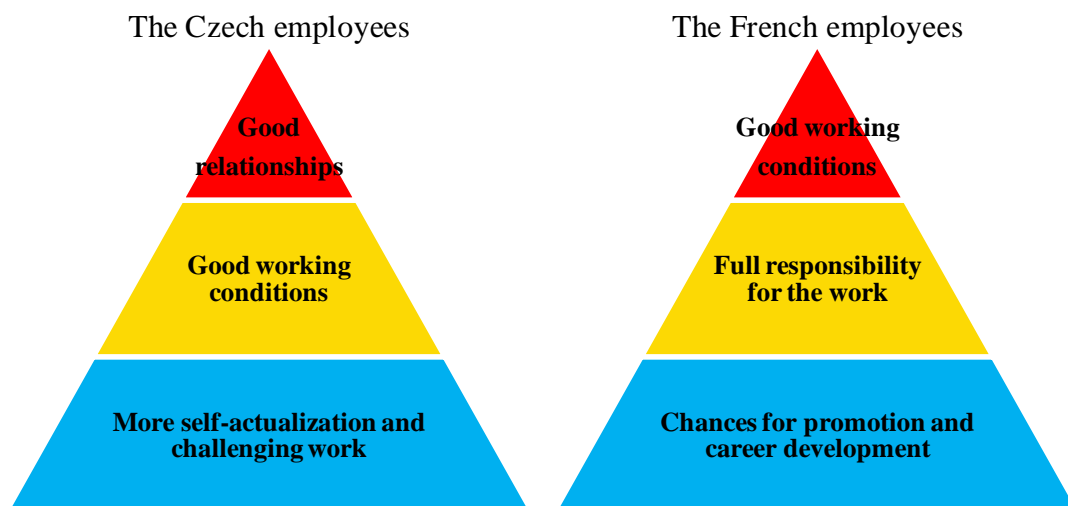 The Czech employees
Good
relationships
Good working
conditions
More self-actualization and
challenging work
The French employees
Good working
conditions
Full responsibility
for the work
Chances for promotion and
career development